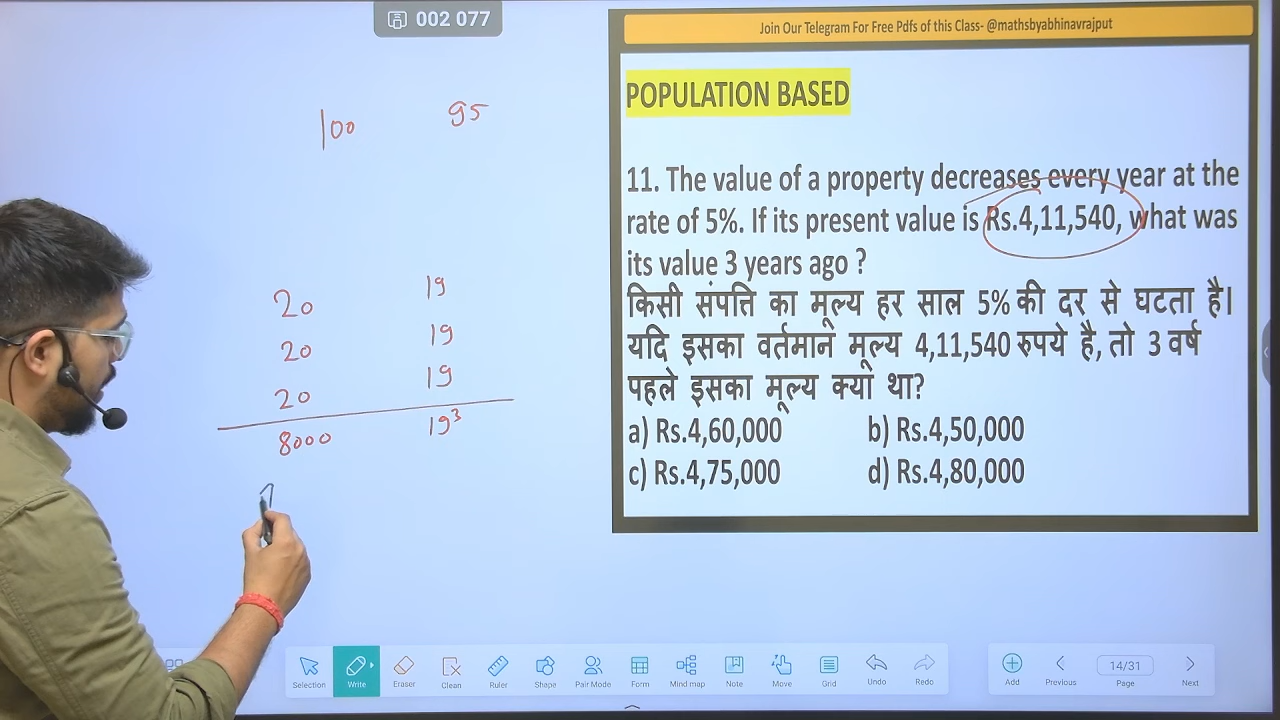 002 077
Join Our Telegram For Free Pdfs of this Class- @mathsbyabhinavrajput
POPULATION BASED
11. The value of a property decreases every year at the
rate of 5%. If its present value is Rs.4,11,540, what was
its value 3 years ago ?
किसी संपत्ति का मूल्य हर साल 5% की दर से घटता है।
यदि इसका वर्तमान मूल्य 4,11,540 रुपये है, तो 3 वर्ष
पहले इसका मूल्य क्या था?
a) Rs.4,60,000 b) Rs.4,50,000
c) Rs.4,75,000 d) Rs.4,80,000
100 95
20 19
20 19
20 19
8000 19³
Selection Write Eraser Clean Ruler Shape Pair Mode Form Mind map Note Move Grid Undo Redo
Add Previous 14/31 Page Next